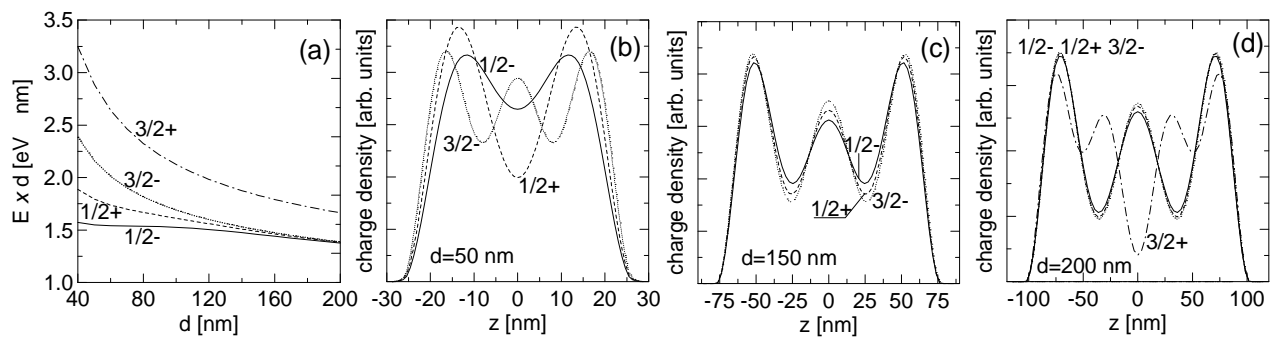 (a)
E x d [eV nm]
3.5
3.0
2.5
2.0
1.5
1.0
3/2+
3/2-
1/2+
1/2-
40 80 120 160 200
d [nm]
(b)
charge density [arb. units]
1/2-
3/2-
1/2+
d=50 nm
-30 -20 -10 0 10 20 30
z [nm]
(c)
charge density [arb. units]
1/2-
1/2+
3/2-
d=150 nm
-75 -50 -25 0 25 50 75
z [nm]
(d)
charge density [arb. units]
1/2- 1/2+ 3/2-
3/2+
d=200 nm
-100 -50 0 50 100
z [nm]